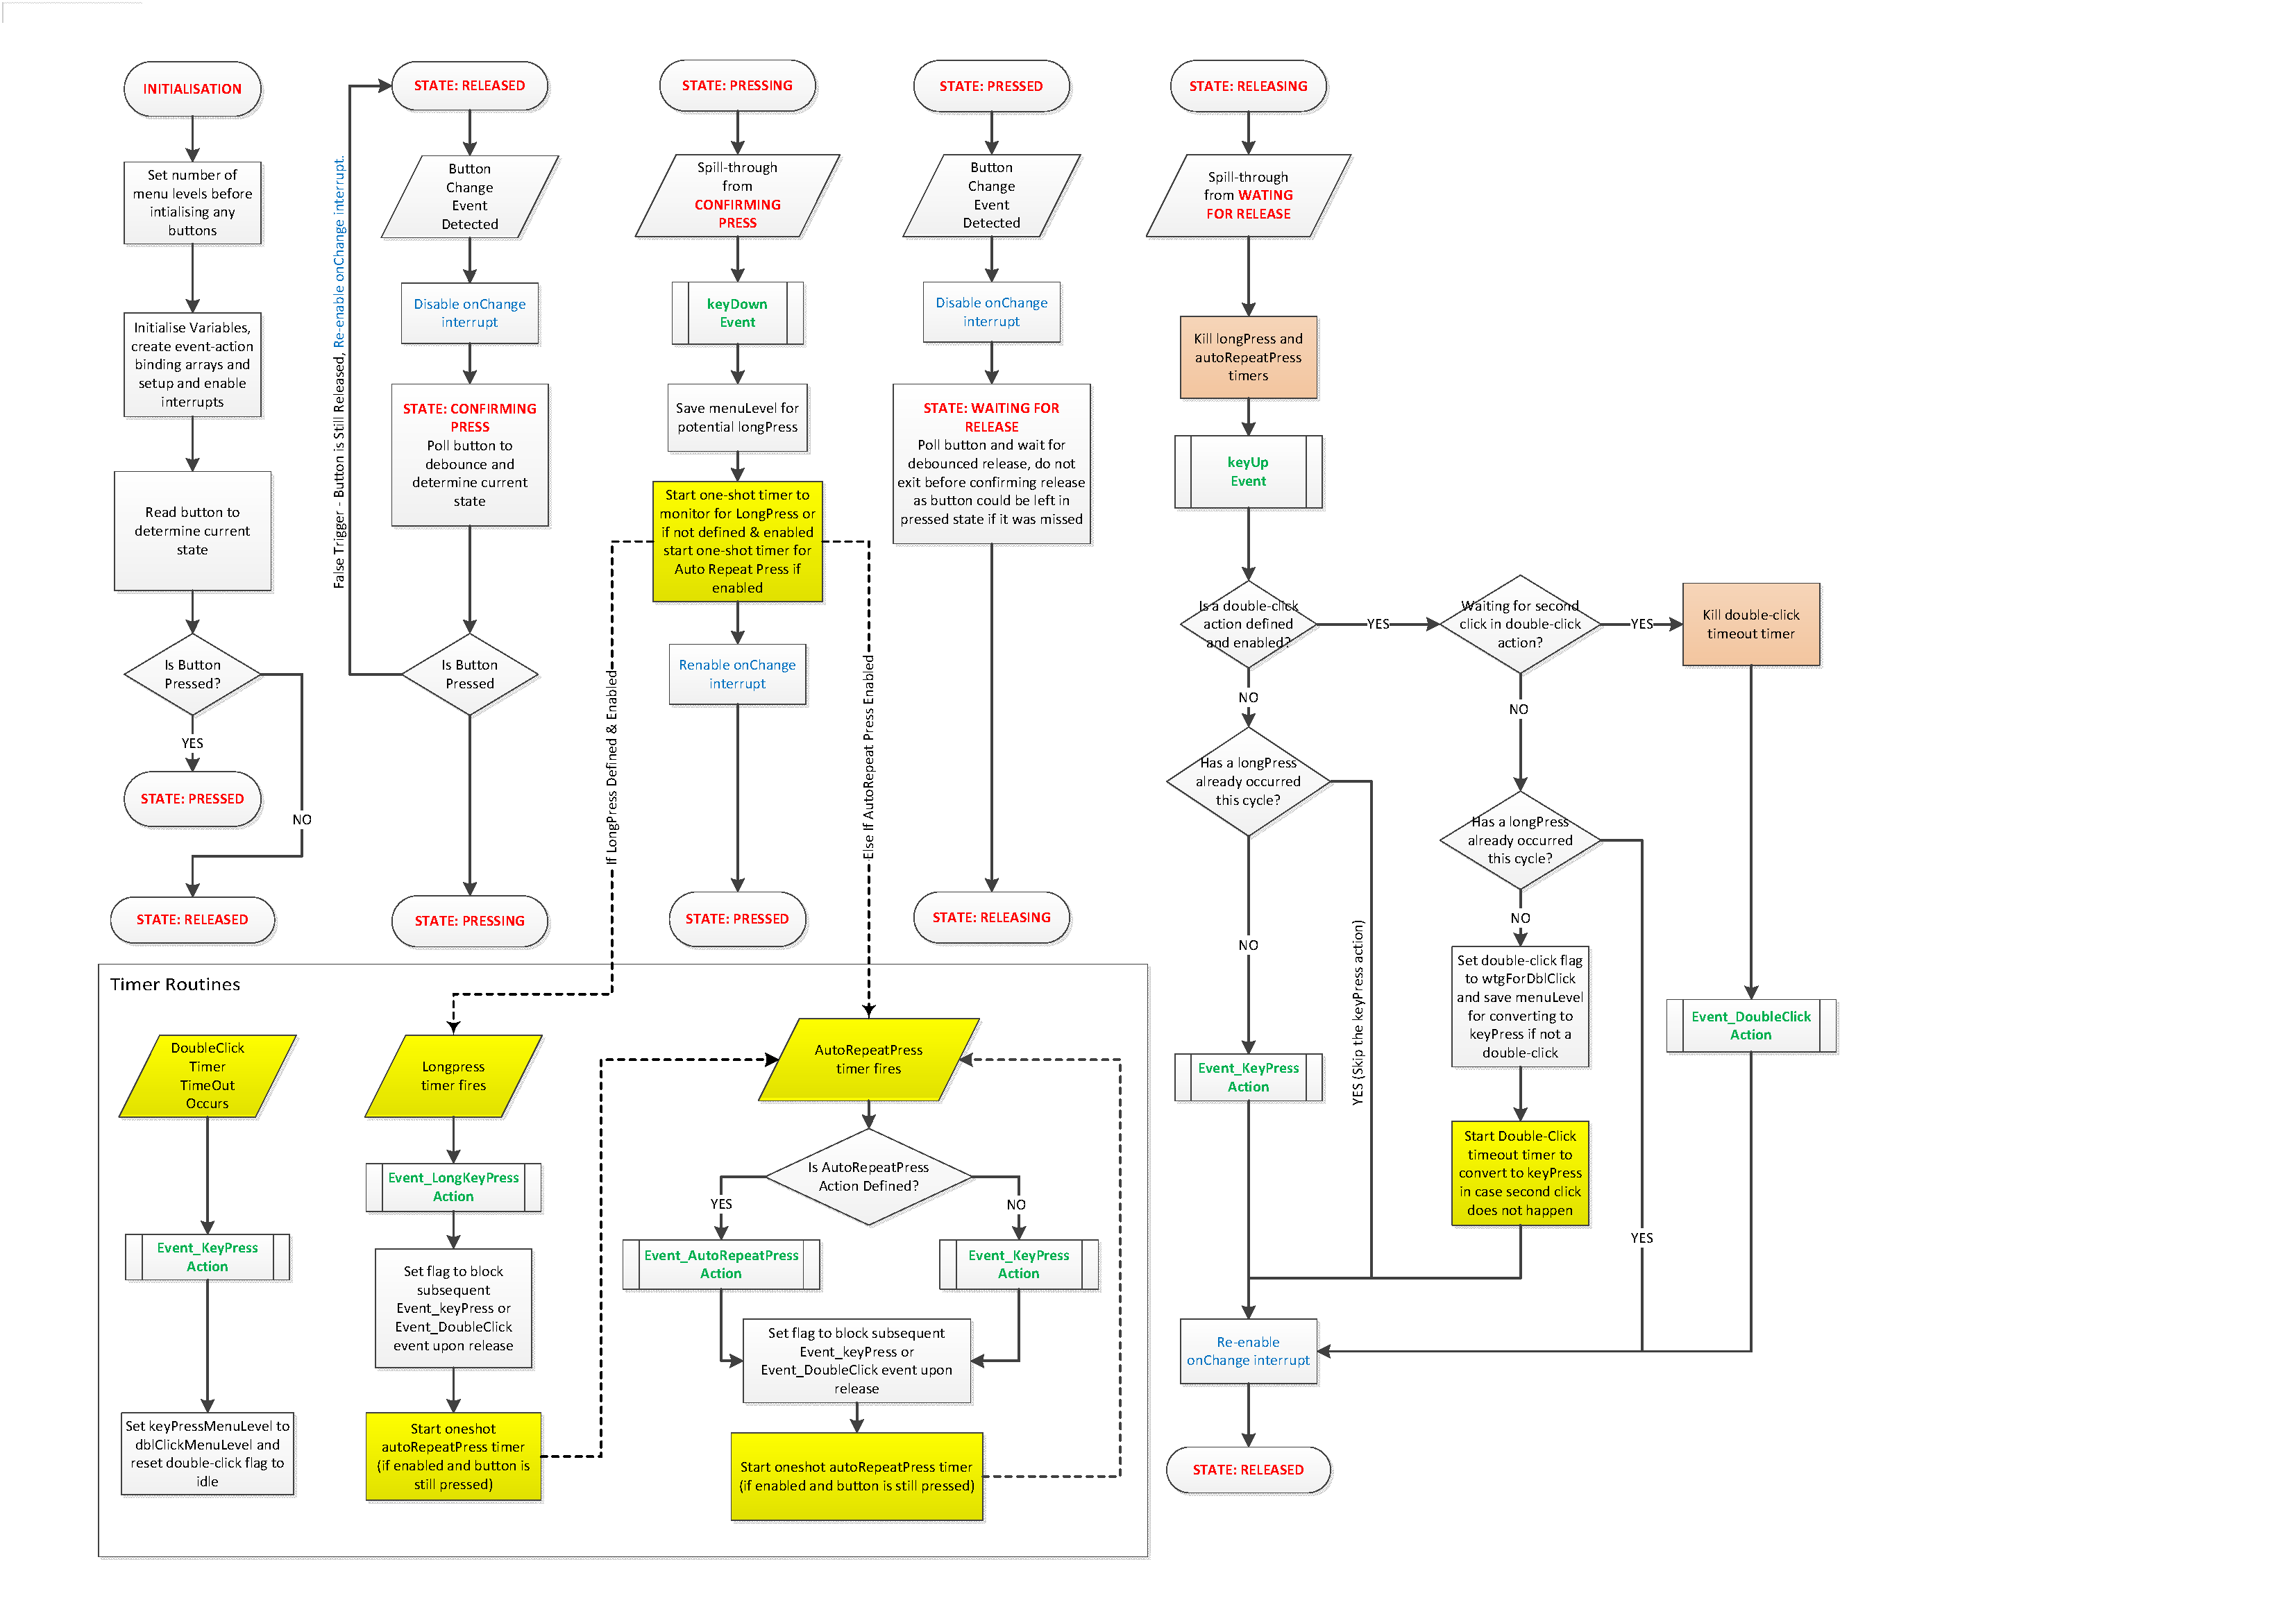 INITIALISATION
Set number of
menu levels before
intialising any
buttons
Initialise Variables,
create event-action
binding arrays and
setup and enable
interrupts
Read button to
determine current
state
Is Button
Pressed?
YES
STATE: PRESSED
NO
STATE: RELEASED
False Trigger - Button is Still Released, Re-enable onChange interrupt.
STATE: RELEASED
Button
Change
Event
Detected
Disable onChange
interrupt
STATE: CONFIRMING
PRESS
Poll button to
debounce and
determine current
state
Is Button
Pressed
STATE: PRESSING
STATE: PRESSING
Spill-through
from
CONFIRMING
PRESS
keyDown
Event
Save menuLevel for
potential longPress
Start one-shot timer to
monitor for LongPress or
if not defined & enabled
start one-shot timer for
Auto Repeat Press if
enabled
Renable onChange
interrupt
STATE: PRESSED
If LongPress Defined & Enabled
Else If AutoRepeat Press Enabled
STATE: PRESSED
Button
Change
Event
Detected
Disable onChange
interrupt
STATE: WAITING FOR
RELEASE
Poll button and wait for
debounced release, do not
exit before confirming release
as button could be left in
pressed state if it was missed
STATE: RELEASING
STATE: RELEASING
Spill-through
from WATING
FOR RELEASE
Kill longPress and
autoRepeatPress
timers
keyUp
Event
Is a double-click
action defined
and enabled?
YES
Waiting for second
click in double-click
action?
YES
Kill double-click
timeout timer
NO
NO
Has a longPress
already occurred
this cycle?
Has a longPress
already occurred
this cycle?
NO
YES (Skip the keyPress action)
NO
Set double-click flag
to wtgForDblClick
and save menuLevel
for converting to
keyPress if not a
double-click
Event_DoubleClick
Action
Event_KeyPress
Action
Start Double-Click
timeout timer to
convert to keyPress
in case second click
does not happen
YES
Re-enable
onChange interrupt
STATE: RELEASED
Timer Routines
DoubleClick
Timer
TimeOut
Occurs
Event_KeyPress
Action
Set keyPressMenuLevel to
dblClickMenuLevel and
reset double-click flag to
idle
Longpress
timer fires
Event_LongKeyPress
Action
Set flag to block
subsequent
Event_keyPress or
Event_DoubleClick
event upon release
Start oneshot
autoRepeatPress timer
(if enabled and button is
still pressed)
AutoRepeatPress
timer fires
Is AutoRepeatPress
Action Defined?
YES
NO
Event_AutoRepeatPress
Action
Event_KeyPress
Action
Set flag to block subsequent
Event_keyPress or
Event_DoubleClick event upon
release
Start oneshot autoRepeatPress timer
(if enabled and button is still pressed)